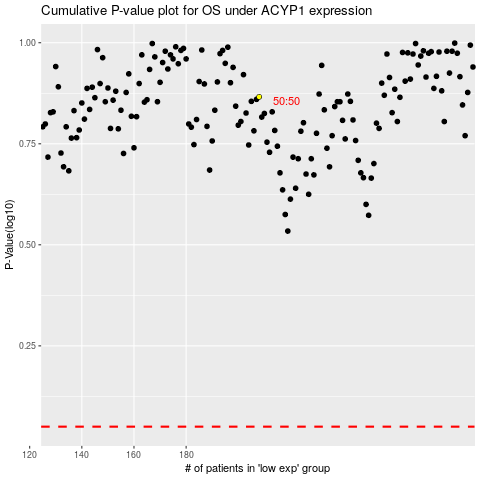 Cumulative P-value plot for OS under ACYP1 expression
1.00
0.75
0.50
0.25
P-Value(log10)
50:50
120 140 160 180
# of patients in 'low exp' group